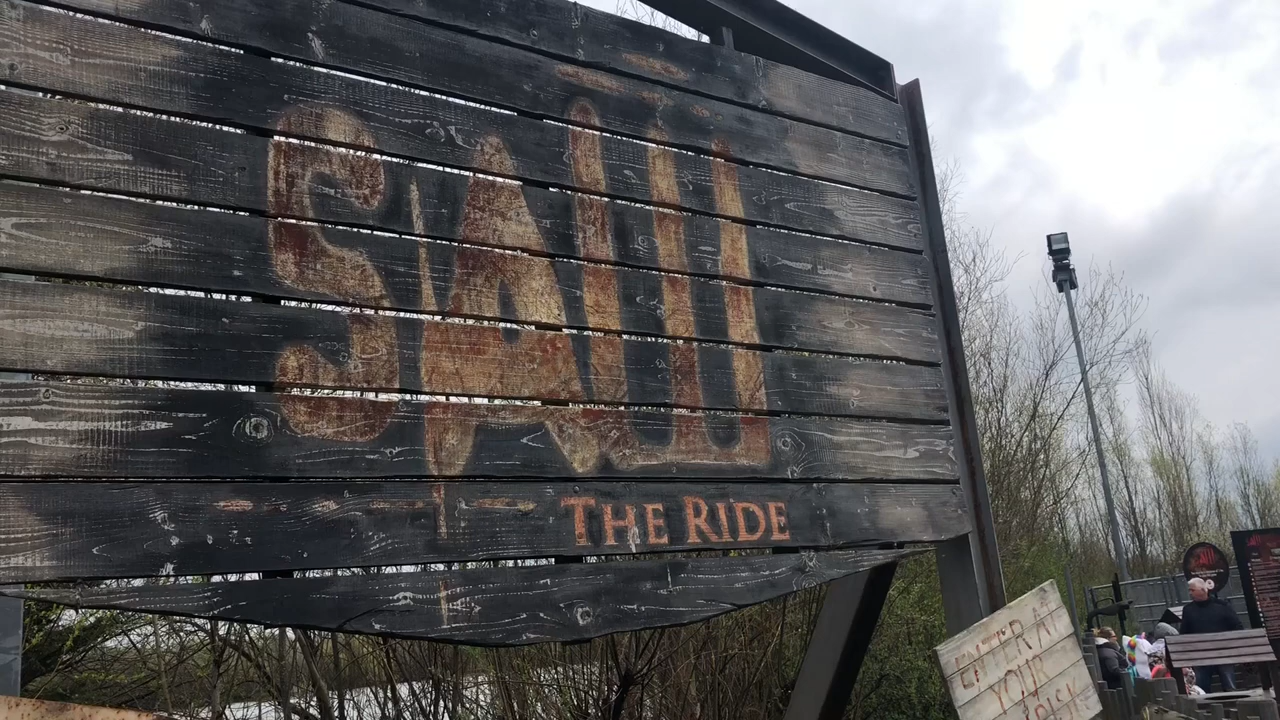 SAW
THE RIDE
ENTER AT
YOUR
RISK